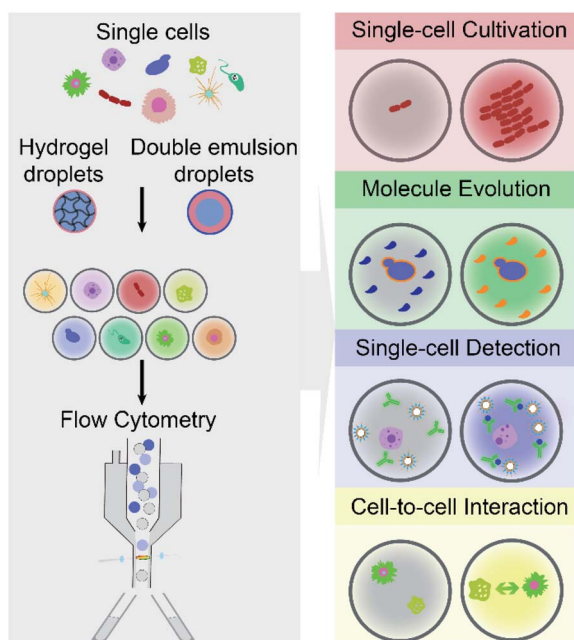 Single cells
Hydrogel
droplets
Double emulsion
droplets
Flow Cytometry
Single-cell Cultivation
Molecule Evolution
Single-cell Detection
Cell-to-cell Interaction